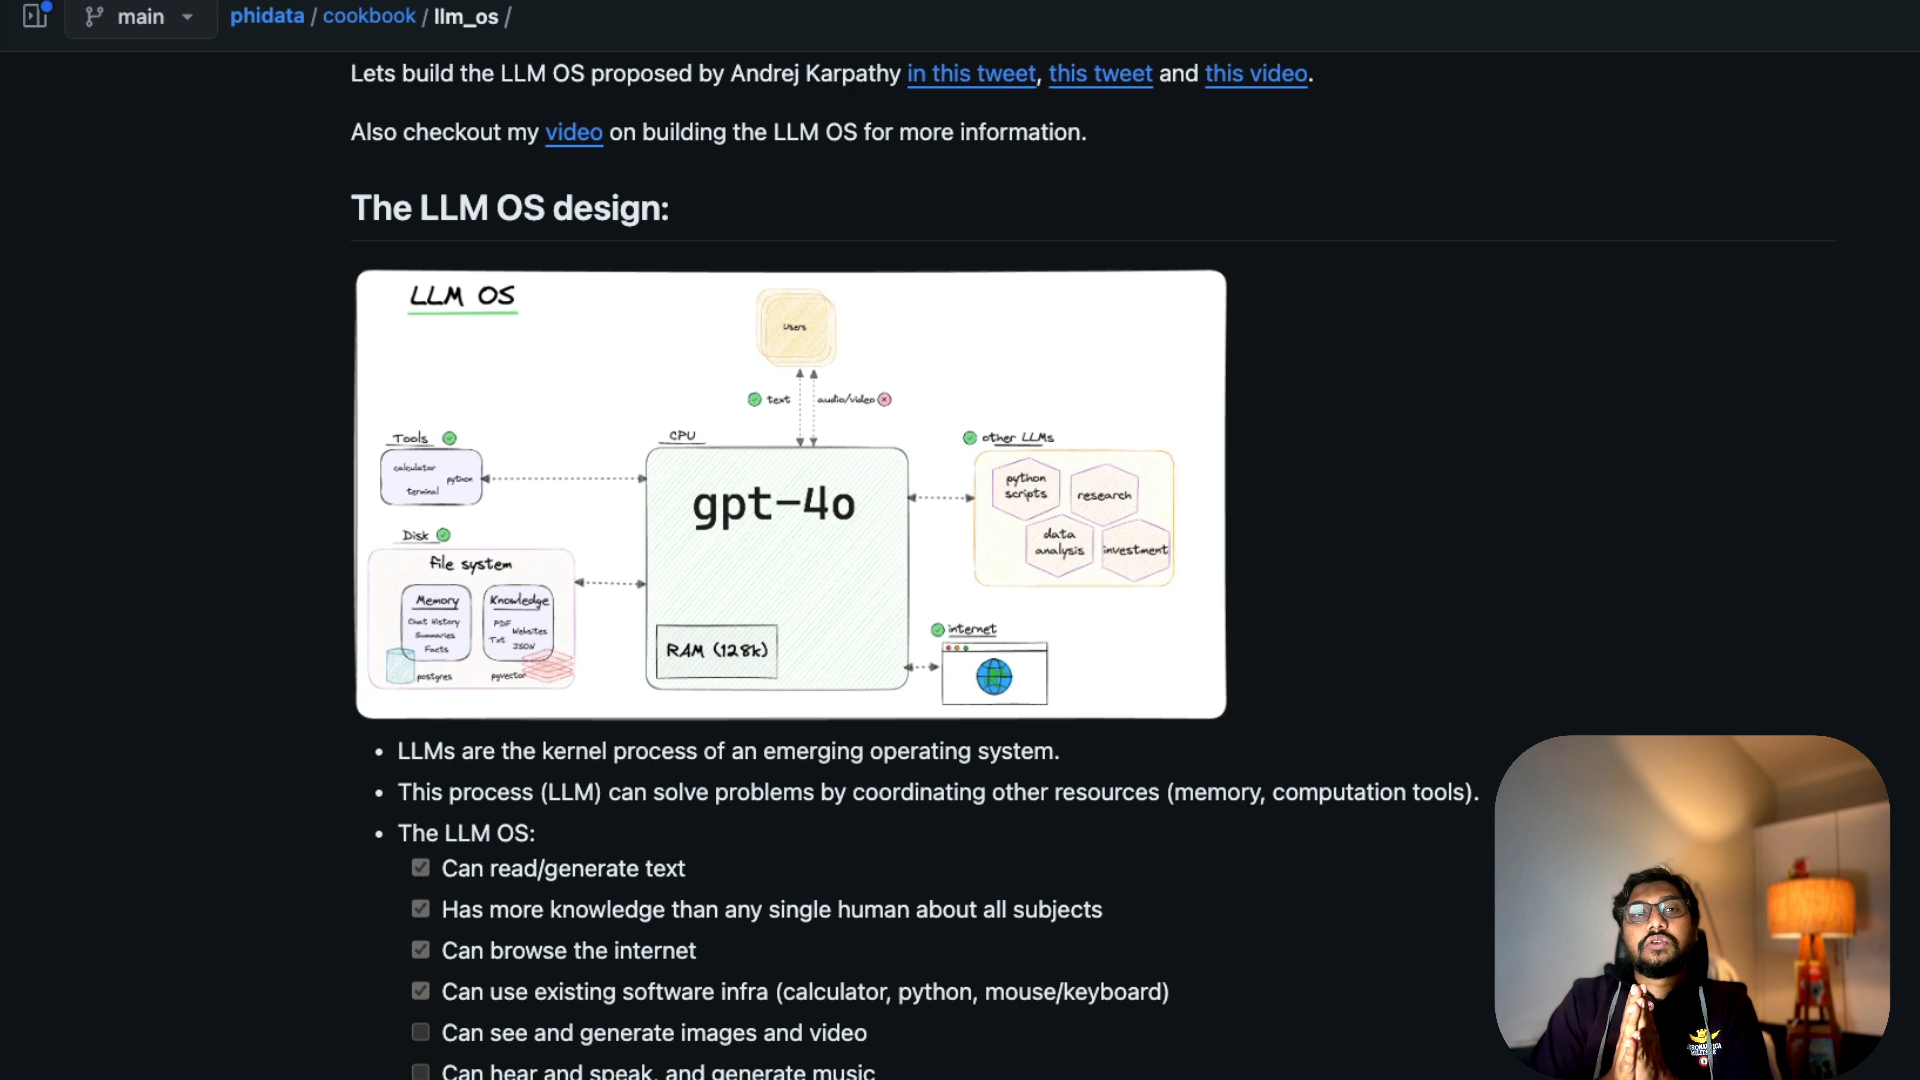 main
phidata / cookbook / llm_os /
Lets build the LLM OS proposed by Andrej Karpathy in this tweet, this tweet and this video.
Also checkout my video on building the LLM OS for more information.
The LLM OS design:
LLM OS
Users
text
audio/video
Tools
calculator
python
terminal
CPU
gpt-4o
RAM (128k)
other LLMs
python
scripts
research
data
analysis
investment
Disk
file system
Memory
Chat History
Summaries
Facts
postgres
Knowledge
PDF
Websites
Txt
JSON
pgvector
internet
LLMs are the kernel process of an emerging operating system.
This process (LLM) can solve problems by coordinating other resources (memory, computation tools).
The LLM OS:
Can read/generate text
Has more knowledge than any single human about all subjects
Can browse the internet
Can use existing software infra (calculator, python, mouse/keyboard)
Can see and generate images and video
Can hear and speak, and generate music